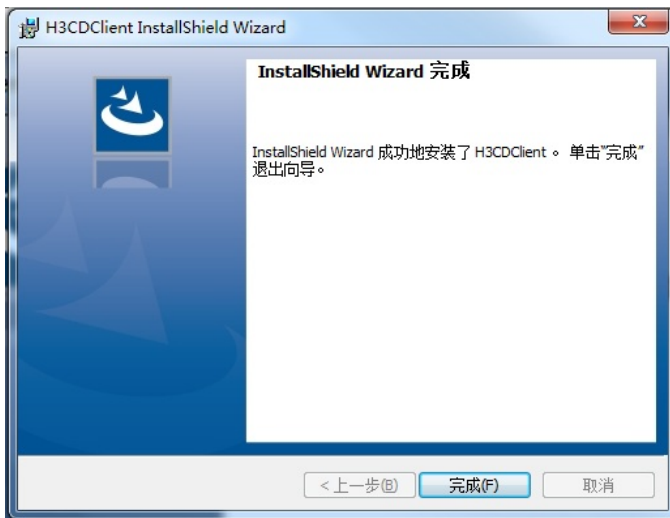 H3CDClient InstallShield Wizard
InstallShield Wizard 完成
InstallShield Wizard 成功地安装了 H3CDClient 。 单击"完成"
退出向导。
<上一步(B)
完成(F)
取消